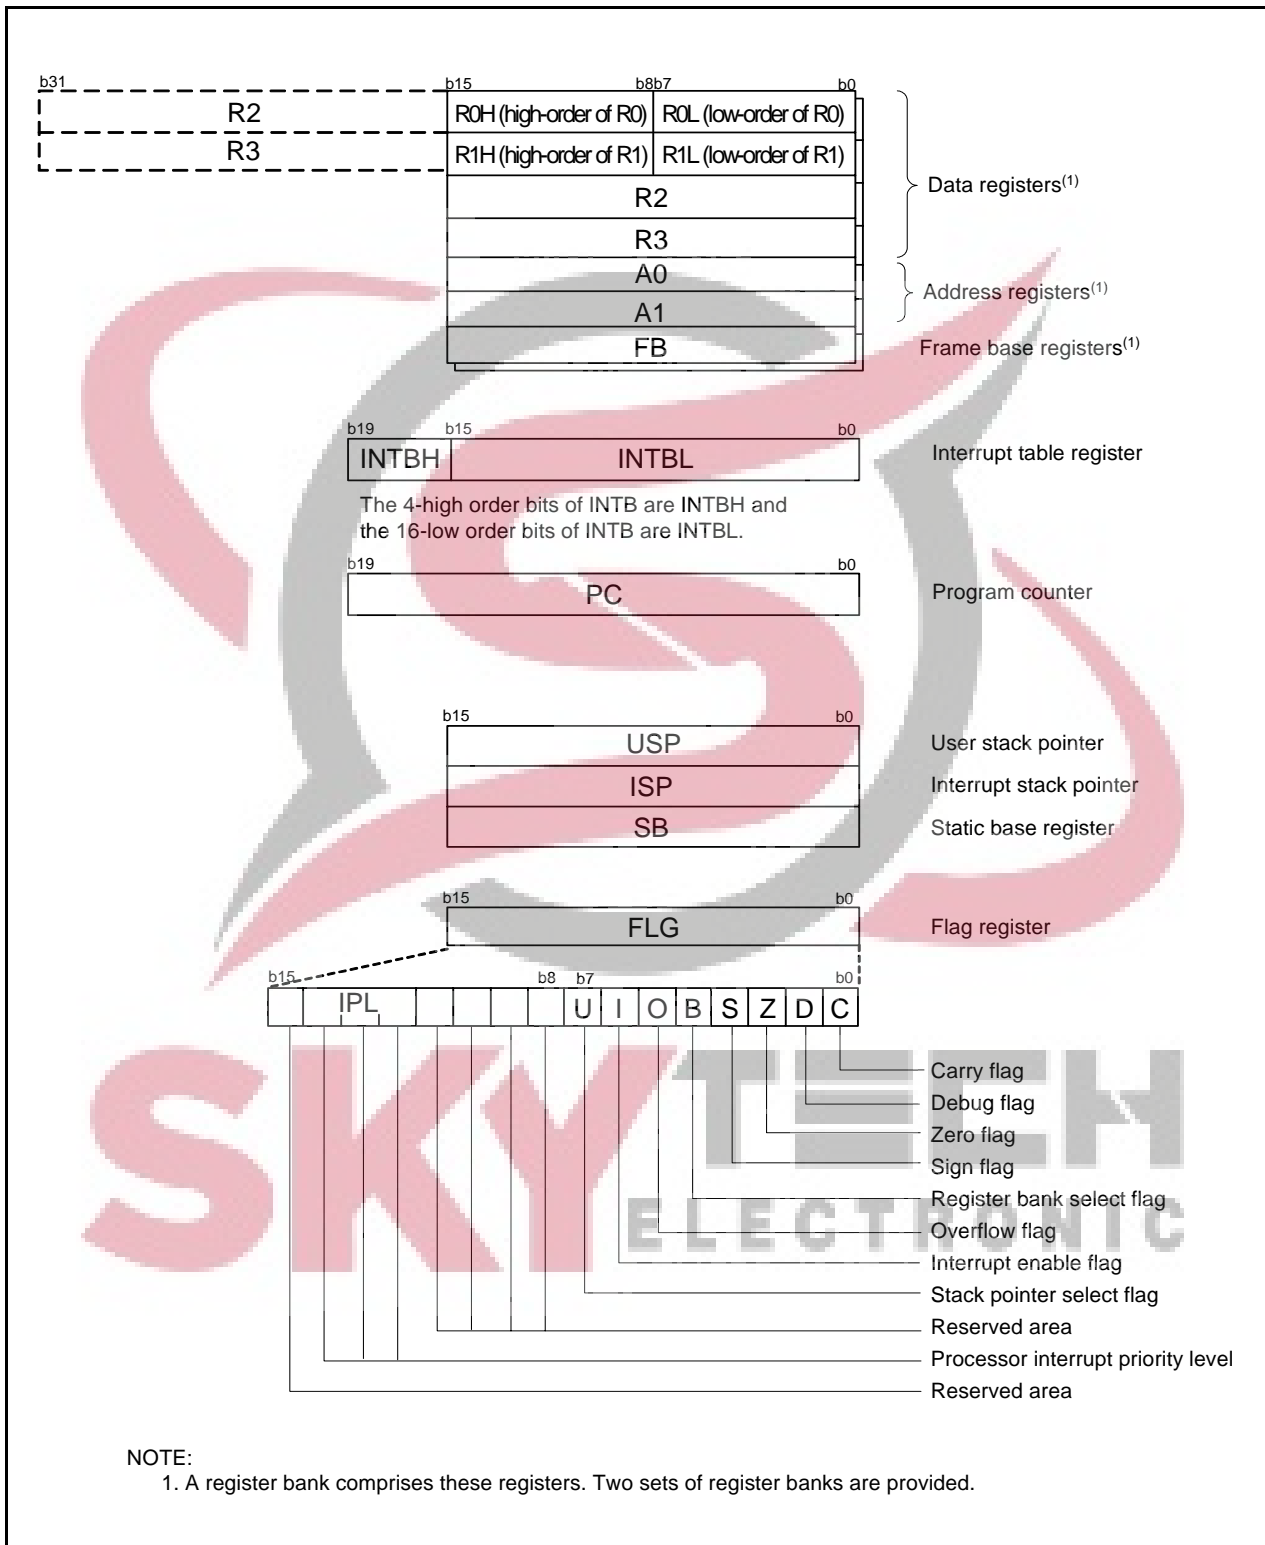 b31 b15 b8b7 b0
R2 R0H (high-order of R0) R0L (low-order of R0)
R3 R1H (high-order of R1) R1L (low-order of R1)
R2
Data registers(1)
R3
A0
A1
Address registers(1)
FB
Frame base registers(1)
b19 b15 b0
INTBH INTBL
Interrupt table register
The 4-high order bits of INTB are INTBH and
the 16-low order bits of INTB are INTBL.
b19 b0
PC
Program counter
b15 b0
USP
User stack pointer
ISP
Interrupt stack pointer
SB
Static base register
b15 b0
FLG
Flag register
b15 b8 b7 b0
IPL U I O B S Z D C
Carry flag
Debug flag
Zero flag
Sign flag
Register bank select flag
Overflow flag
Interrupt enable flag
Stack pointer select flag
Reserved area
Processor interrupt priority level
Reserved area
SKYTECH
ELECTRONIC
NOTE:
1. A register bank comprises these registers. Two sets of register banks are provided.